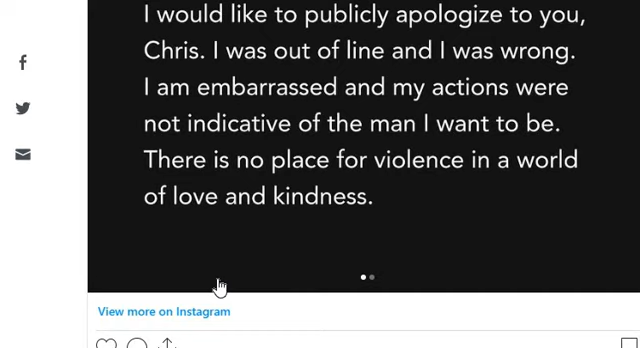 I would like to publicly apologize to you,
Chris. I was out of line and I was wrong.
I am embarrassed and my actions were
not indicative of the man I want to be.
There is no place for violence in a world
of love and kindness.
View more on Instagram